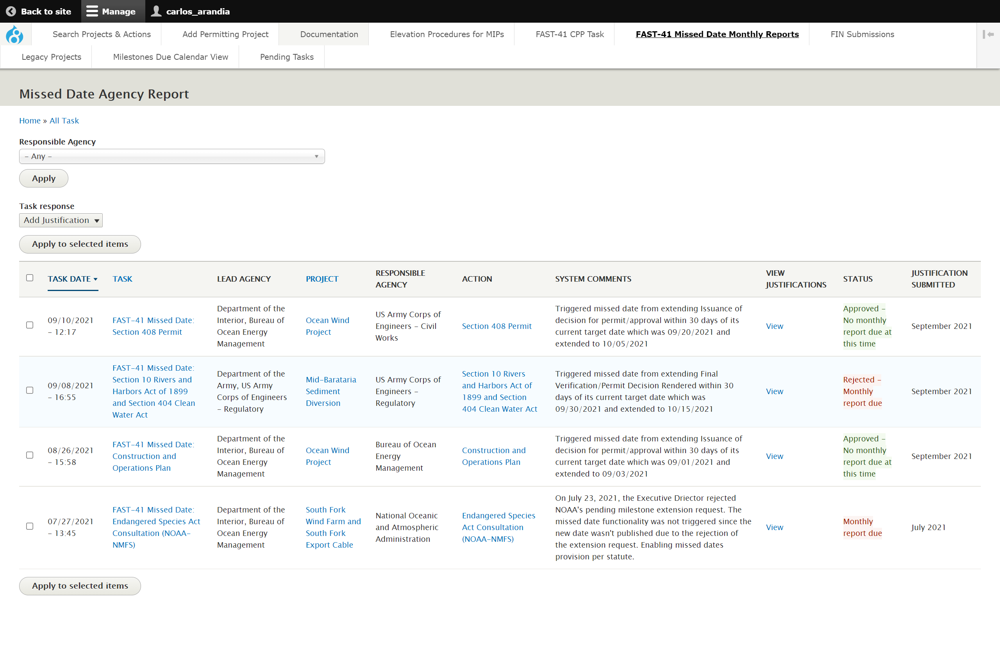 Back to site
Manage
carlos_arandia
Search Projects & Actions
Add Permitting Project
Documentation
Elevation Procedures for MIPs
FAST-41 CPP Task
FAST-41 Missed Date Monthly Reports
FIN Submissions
Legacy Projects
Milestones Due Calendar View
Pending Tasks
Missed Date Agency Report
Home » All Task
Responsible Agency
- Any -
Apply
Task response
Add Justification
Apply to selected items
TASK DATE
TASK
LEAD AGENCY
PROJECT
RESPONSIBLE
AGENCY
ACTION
SYSTEM COMMENTS
VIEW
JUSTIFICATIONS
STATUS
JUSTIFICATION
SUBMITTED
09/10/2021
- 12:17
FAST-41 Missed Date:
Section 408 Permit
Department of the
Interior, Bureau of
Ocean Energy
Management
Ocean Wind
Project
US Army Corps of
Engineers - Civil
Works
Section 408 Permit
Triggered missed date from extending Issuance of
decision for permit/approval within 30 days of its
current target date which was 09/20/2021 and
extended to 10/05/2021
View
Approved -
No monthly
report due at
this time
September 2021
09/08/2021
- 16:55
FAST-41 Missed Date:
Section 10 Rivers and
Harbors Act of 1899
and Section 404 Clean
Water Act
Department of the
Army, US Army
Corps of Engineers
- Regulatory
Mid-Barataria
Sediment
Diversion
US Army Corps of
Engineers -
Regulatory
Section 10 Rivers
and Harbors Act of
1899 and Section
404 Clean Water Act
Triggered missed date from extending Final
Verification/Permit Decision Rendered within 30
days of its current target date which was
09/30/2021 and extended to 10/15/2021
View
Rejected -
Monthly
report due
September 2021
08/26/2021
- 15:58
FAST-41 Missed Date:
Construction and
Operations Plan
Department of the
Interior, Bureau of
Ocean Energy
Management
Ocean Wind
Project
Bureau of Ocean
Energy
Management
Construction and
Operations Plan
Triggered missed date from extending Issuance of
decision for permit/approval within 30 days of its
current target date which was 09/01/2021 and
extended to 09/03/2021
View
Approved -
No monthly
report due at
this time
September 2021
07/27/2021
- 13:45
FAST-41 Missed Date:
Endangered Species Act
Consultation (NOAA-
NMFS)
Department of the
Interior, Bureau of
Ocean Energy
Management
South Fork
Wind Farm and
South Fork
Export Cable
National Oceanic
and Atmospheric
Administration
Endangered Species
Act Consultation
(NOAA-NMFS)
On July 23, 2021, the Executive Driector rejected
NOAA's pending milestone extension request. The
missed date functionality was not triggered since the
new date wasn't published due to the rejection of
the extension request. Enabling missed dates
provision per statute.
View
Monthly
report due
July 2021
Apply to selected items